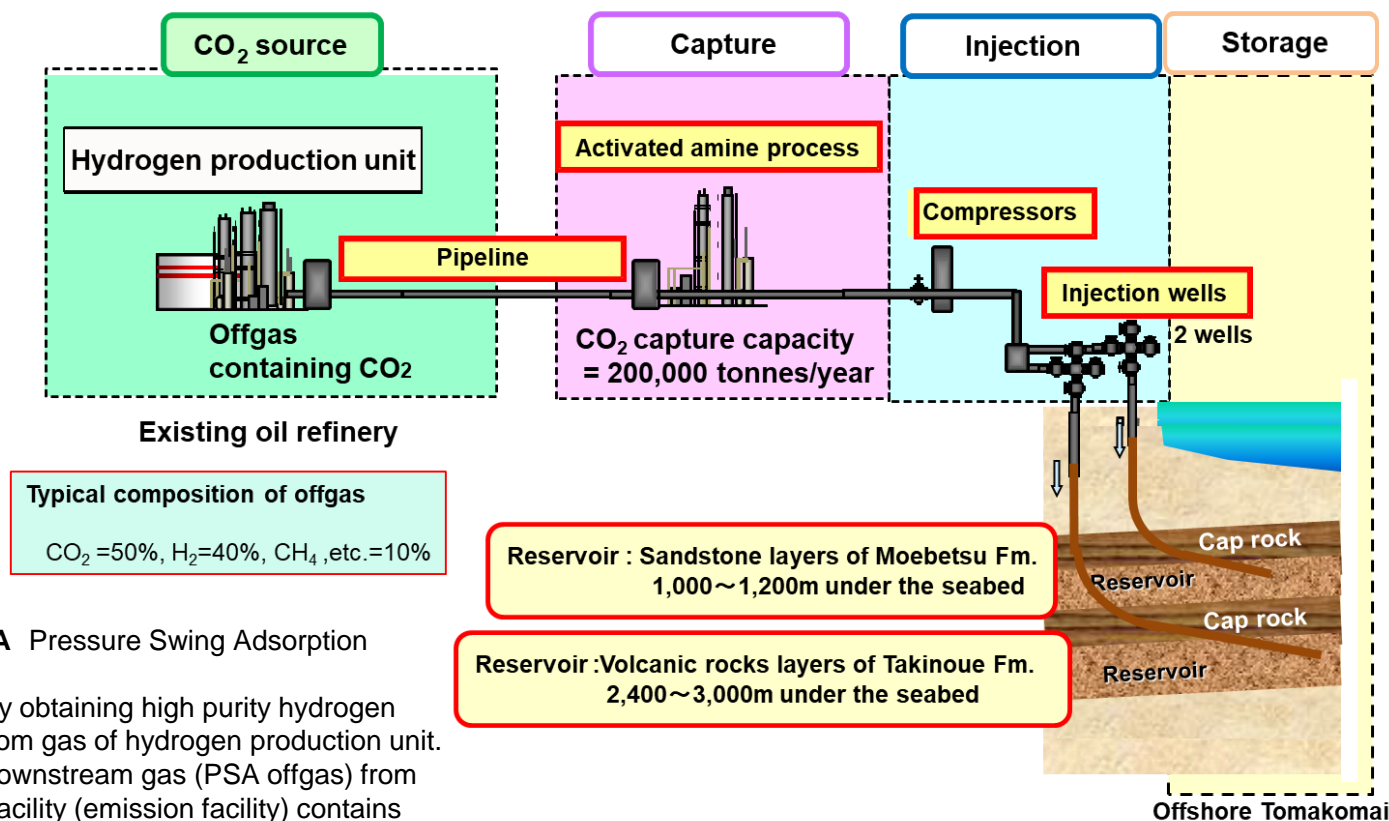 CO₂ source
Capture
Injection
Storage
Hydrogen production unit
Activated amine process
Compressors
Pipeline
Injection wells
2 wells
Offgas
containing CO₂
CO₂ capture capacity
= 200,000 tonnes/year
Existing oil refinery
Typical composition of offgas
CO₂ =50%, H₂=40%, CH₄ ,etc.=10%
Reservoir : Sandstone layers of Moebetsu Fm.
1,000～1,200m under the seabed
Cap rock
Reservoir
Cap rock
Reservoir
Reservoir :Volcanic rocks layers of Takinoue Fm.
2,400～3,000m under the seabed
A Pressure Swing Adsorption
y obtaining high purity hydrogen
om gas of hydrogen production unit.
ownstream gas (PSA offgas) from
acility (emission facility) contains
Offshore Tomakomai